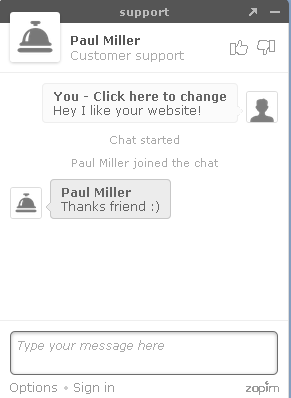 support
Paul Miller
Customer support
You - Click here to change
Hey I like your website!
Chat started
Paul Miller joined the chat
Paul Miller
Thanks friend :)
Type your message here
Options • Sign in
zopim